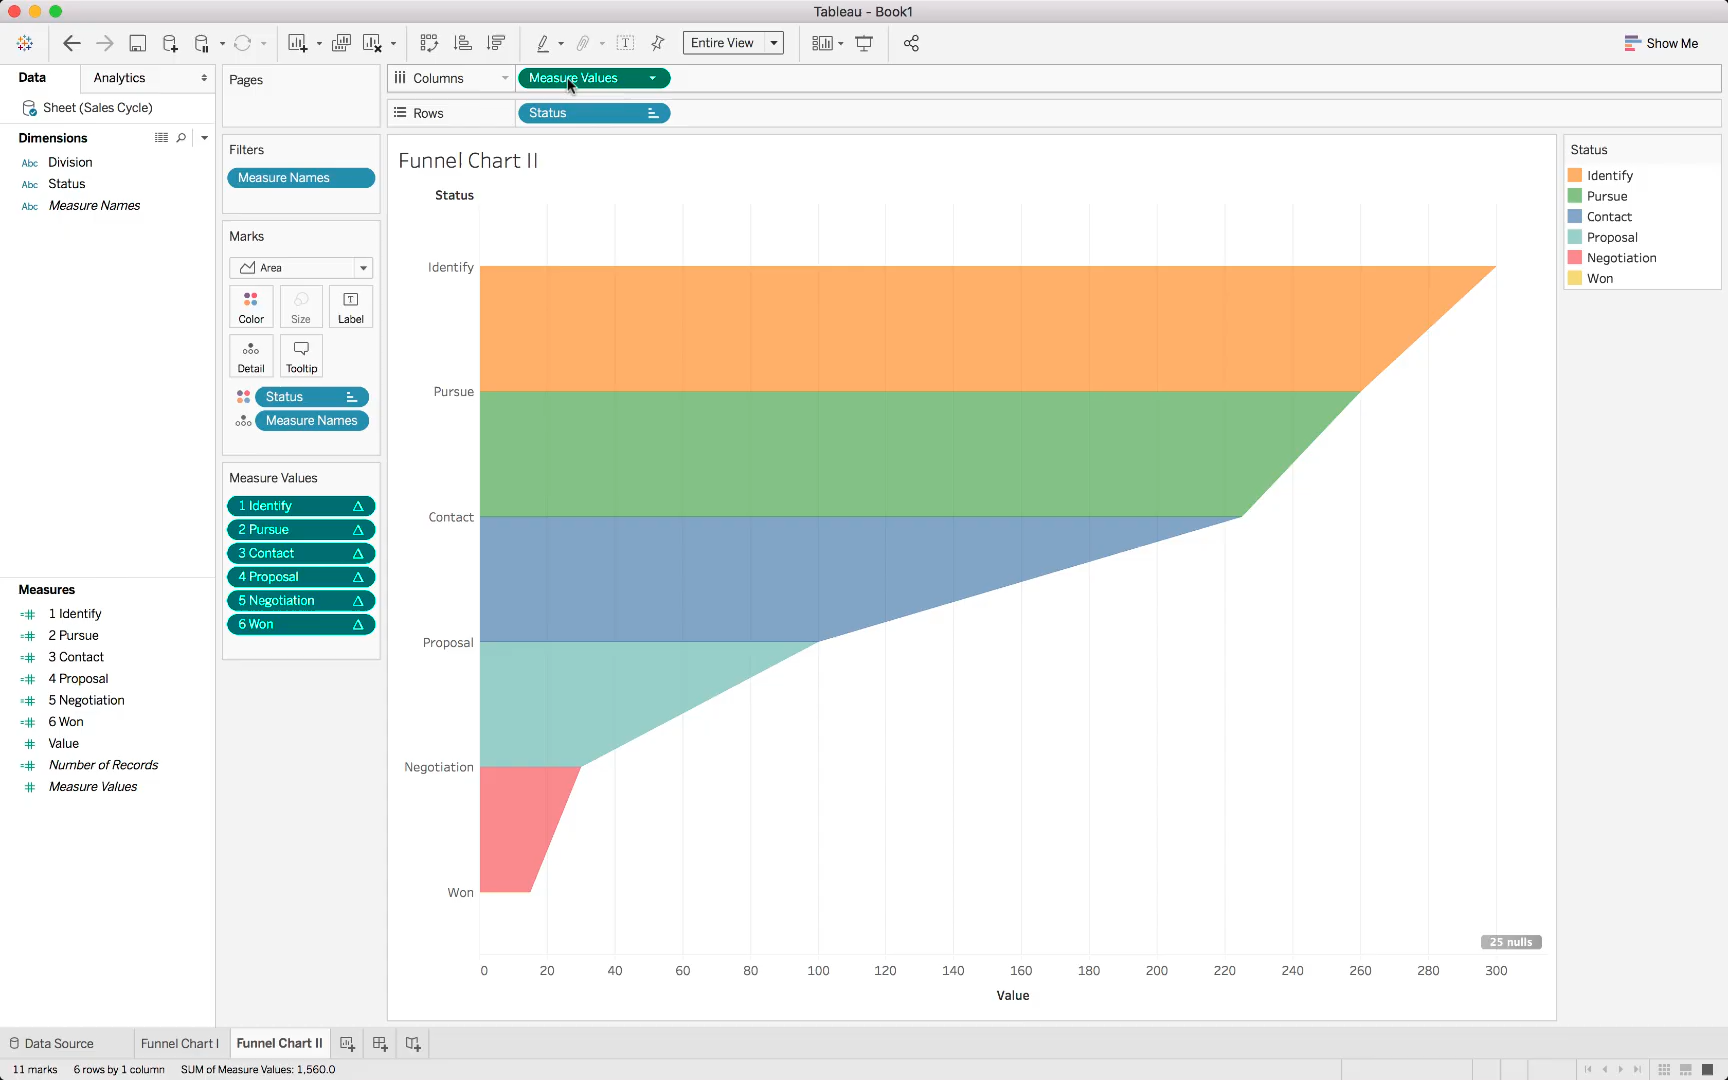 Tableau - Book1
Entire View
Show Me
Data
Analytics
Sheet (Sales Cycle)
Dimensions
Abc Division
Abc Status
Abc Measure Names
Measures
1 Identify
2 Pursue
3 Contact
4 Proposal
5 Negotiation
6 Won
Value
Number of Records
Measure Values
Pages
Filters
Measure Names
Marks
Area
Color
Size
Label
Detail
Tooltip
Status
Measure Names
Measure Values
1 Identify
2 Pursue
3 Contact
4 Proposal
5 Negotiation
6 Won
Columns
Measure Values
Rows
Status
Funnel Chart II
Status
Identify
Pursue
Contact
Proposal
Negotiation
Won
25 nulls
0 20 40 60 80 100 120 140 160 180 200 220 240 260 280 300
Value
Status
Identify
Pursue
Contact
Proposal
Negotiation
Won
Data Source
Funnel Chart I
Funnel Chart II
11 marks 6 rows by 1 column SUM of Measure Values: 1,560.0